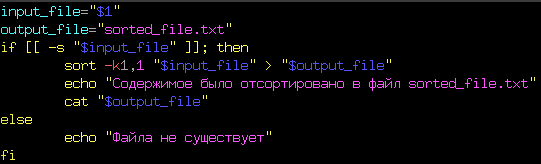 input_file="$1"
output_file="sorted_file.txt"
if [[ -s "$input_file" ]]; then
        sort -k1,1 "$input_file" > "$output_file"
        echo "Содержимое было отсортировано в файл sorted_file.txt"
        cat "$output_file"
else
        echo "Файла не существует"
fi